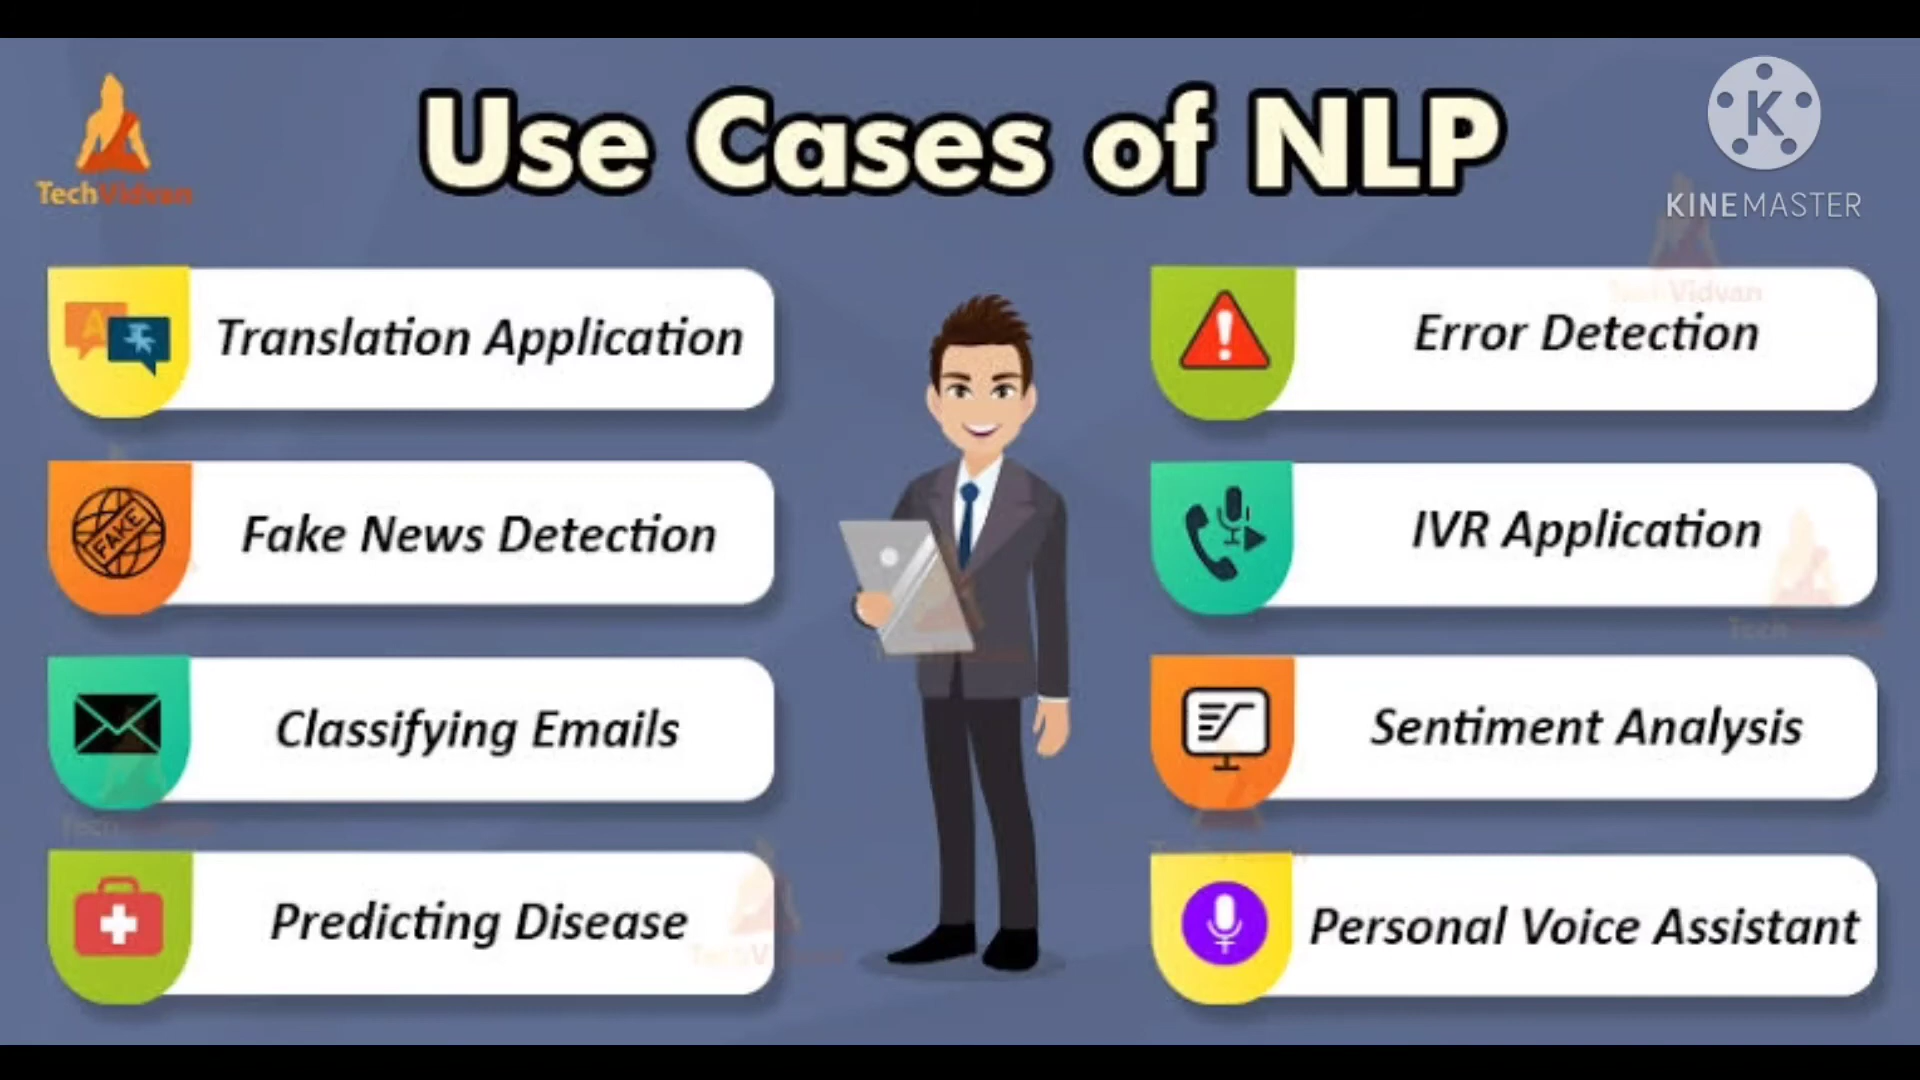 Use Cases of NLP
TechVidvan
K
KINEMASTER
Translation Application
Fake News Detection
FAKE
Classifying Emails
Predicting Disease
Error Detection
IVR Application
Sentiment Analysis
Personal Voice Assistant